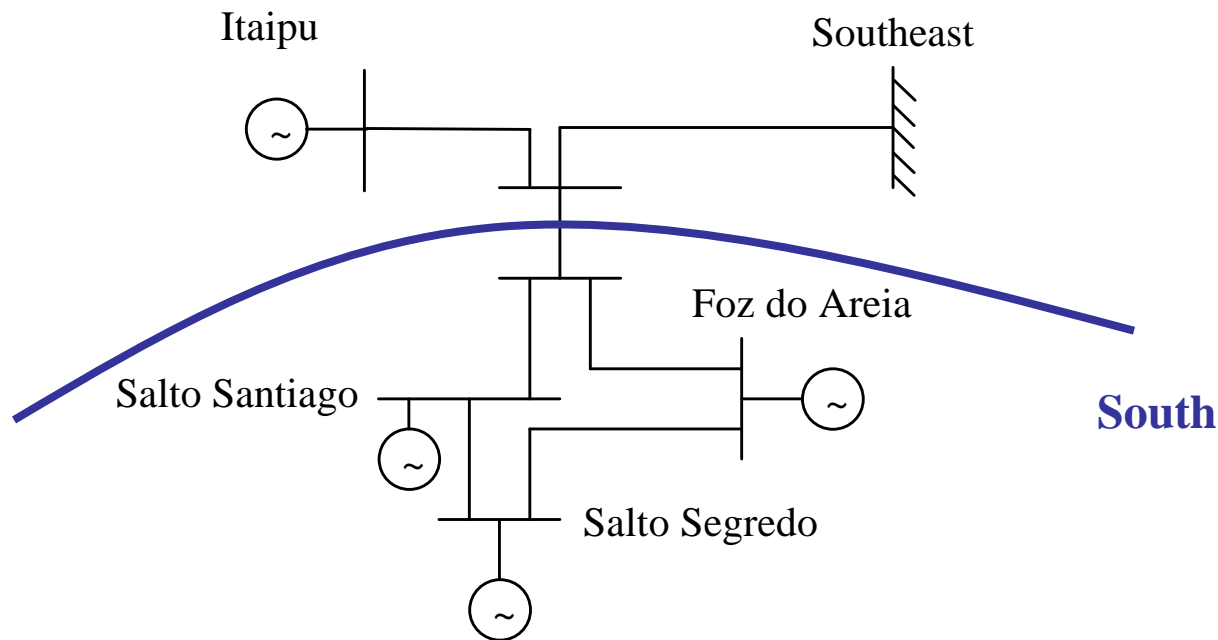 Itaipu
Southeast
~
Foz do Areia
Salto Santiago
~
South
~
Salto Segredo
~